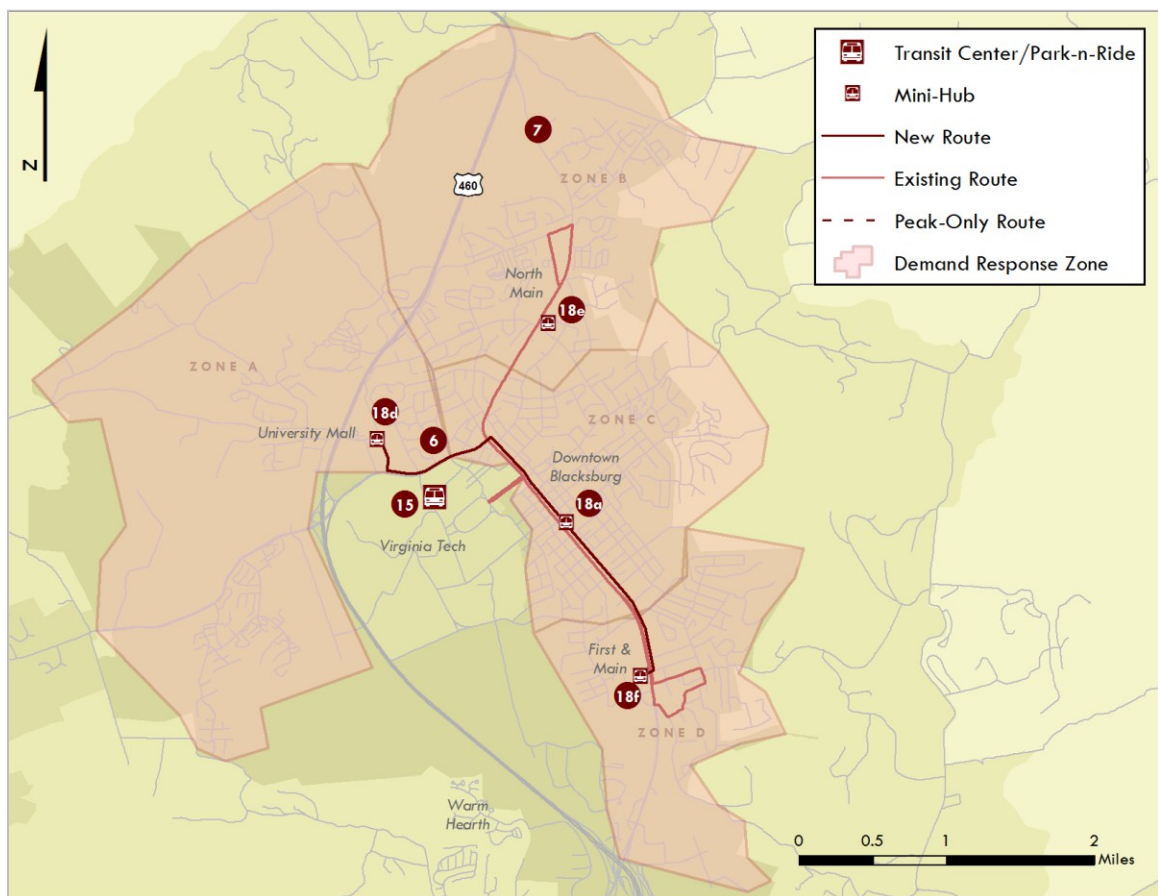 Transit Center/Park-n-Ride
Mini-Hub
New Route
Existing Route
Peak-Only Route
Demand Response Zone
N
7
460
ZONE B
North
Main
18e
ZONE A
18d
6
University Mall
ZONE C
Downtown
Blacksburg
15
18a
Virginia Tech
First &
Main
18f
ZONE D
Warm
Hearth
0 0.5 1 2
Miles